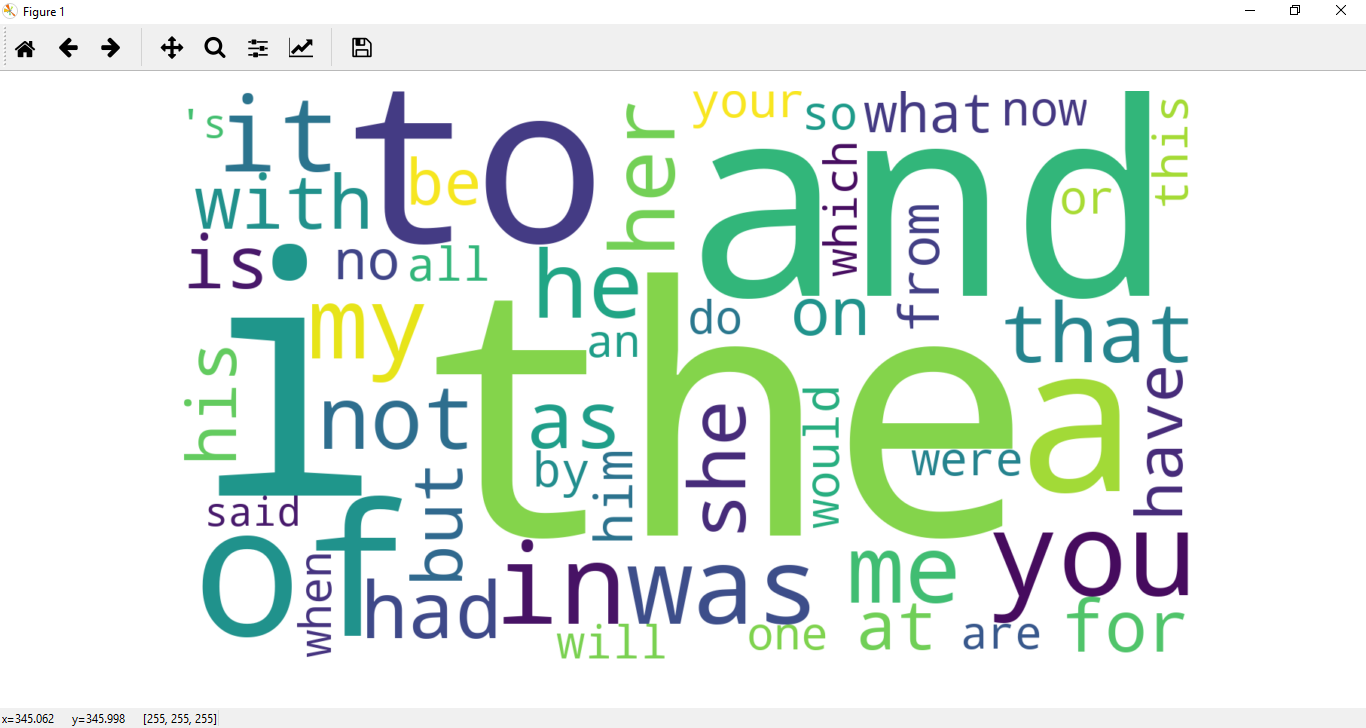 Figure 1
's
it
to
be
her
your
so
what
now
this
with
and
which
or
from
is
no
all
he
i
my
the
an
do
on
that
his
not
as
by
him
she
would
were
a
have
said
of
when
but
had
in
was
me
you
will
one
at
are
for
x=345.062 y=345.998 [255, 255, 255]